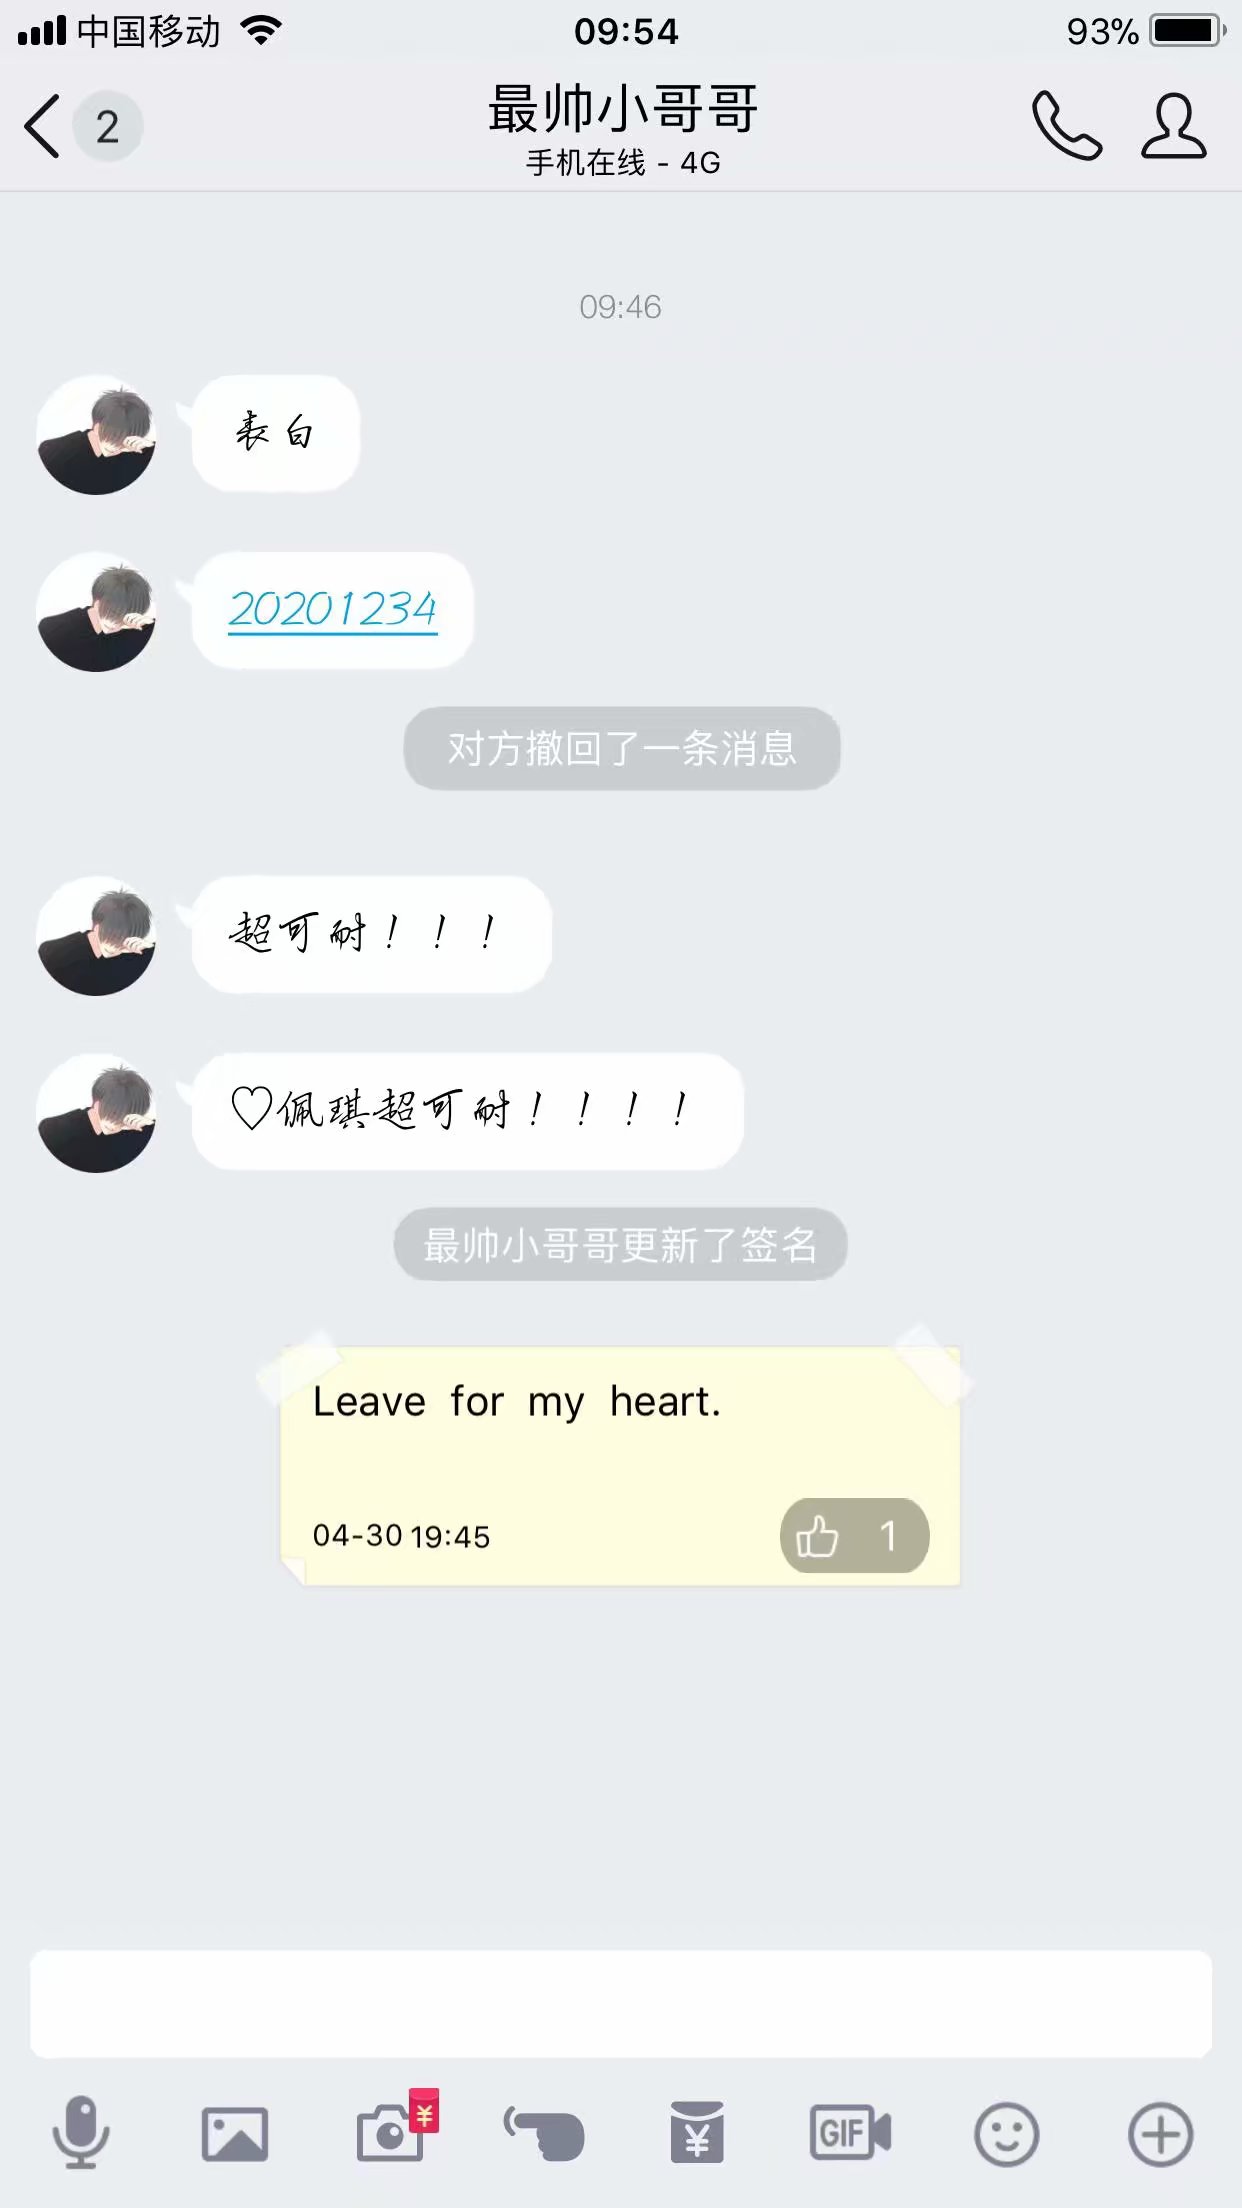 中国移动 09:54 93%
2 最帅小哥哥
手机在线 - 4G
09:46
表白
20201234
对方撤回了一条消息
超可耐！！！
♡佩琪超可耐！！！！
最帅小哥哥更新了签名
Leave for my heart.
04-30 19:45 1
¥ ¥ GIF